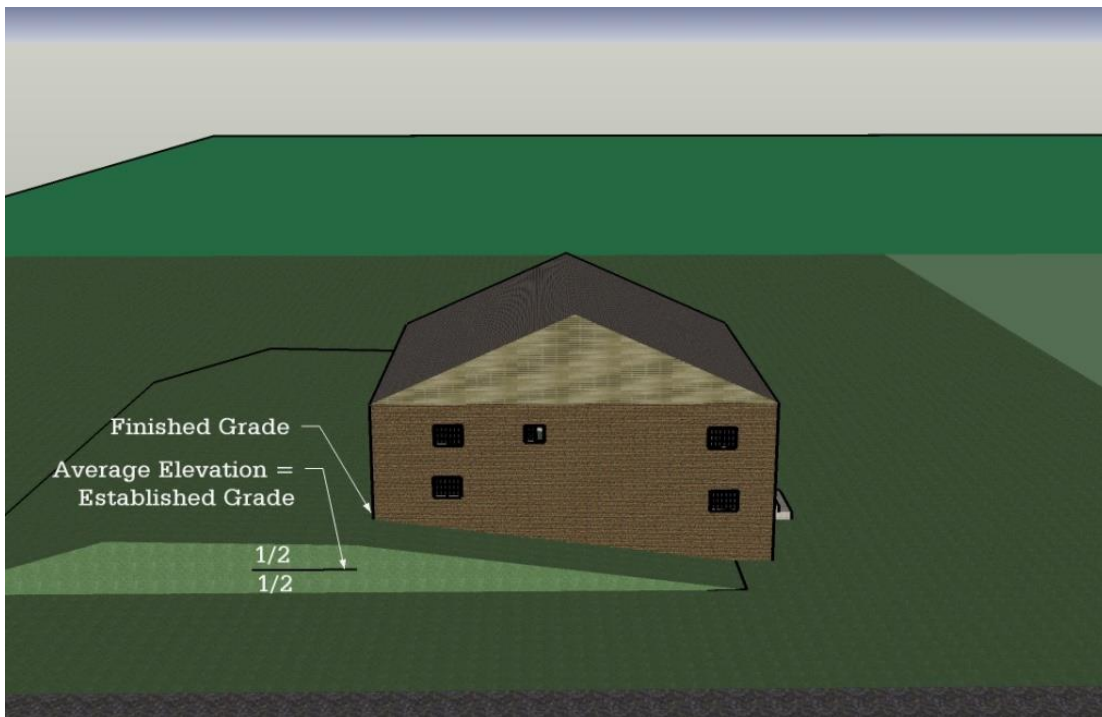 Finished Grade
Average Elevation =
Established Grade
1/2
1/2